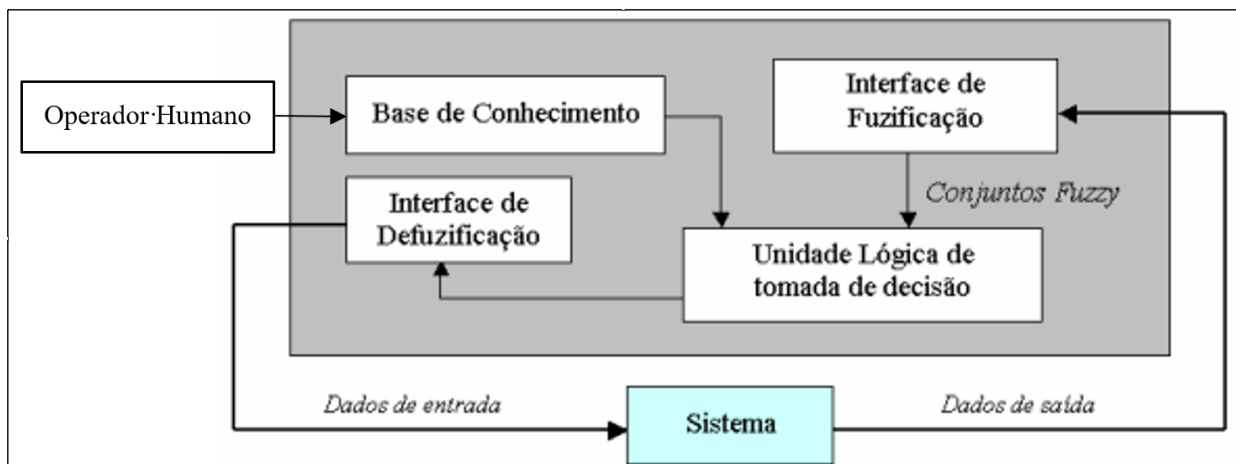 Operador·Humano
Base de Conhecimento
Interface de
Fuzificação
Conjuntos Fuzzy
Interface de
Defuzificação
Unidade Lógica de
tomada de decisão
Dados de entrada
Sistema
Dados de saída